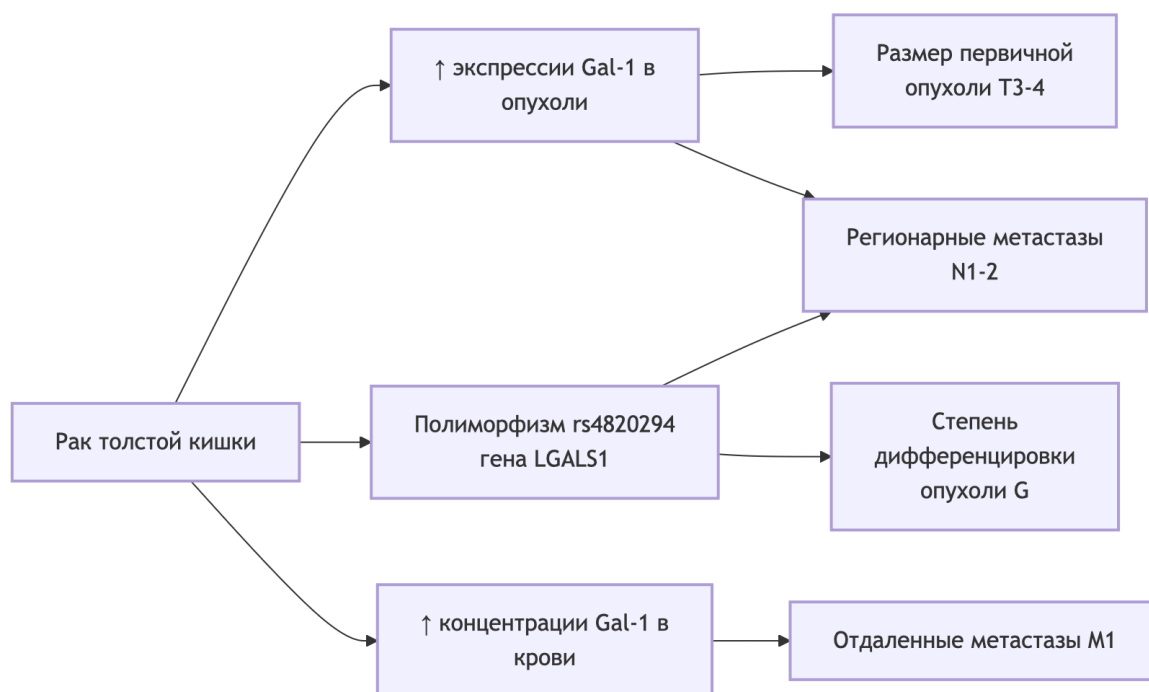 ↑ экспрессии Gal-1 в
опухоли
Размер первичной
опухоли T3-4
Регионарные метастазы
N1-2
Рак толстой кишки
Полиморфизм rs4820294
гена LGALS1
Степень
дифференцировки
опухоли G
↑ концентрации Gal-1 в
крови
Отдаленные метастазы M1